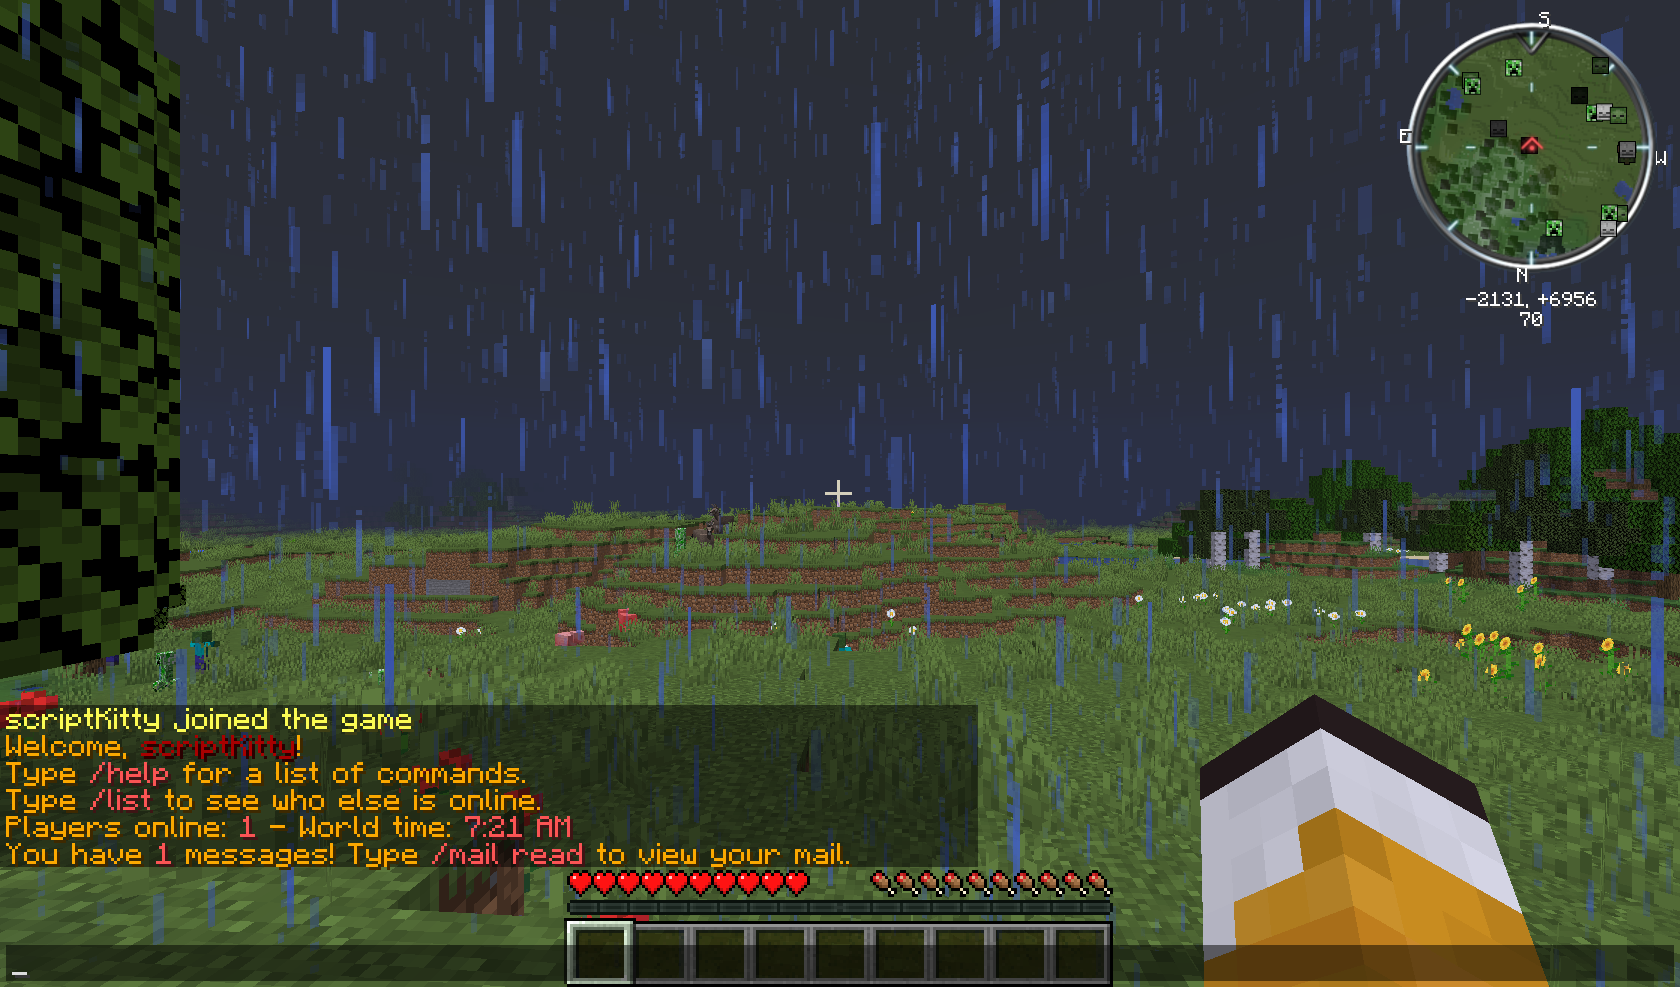 S
E
W
N
-2131, +6956
70
scriptKitty joined the game
Welcome, scriptKitty!
Type /help for a list of commands.
Type /list to see who else is online.
Players online: 1 - World time: 7:21 AM
You have 1 messages! Type /mail read to view your mail.
_